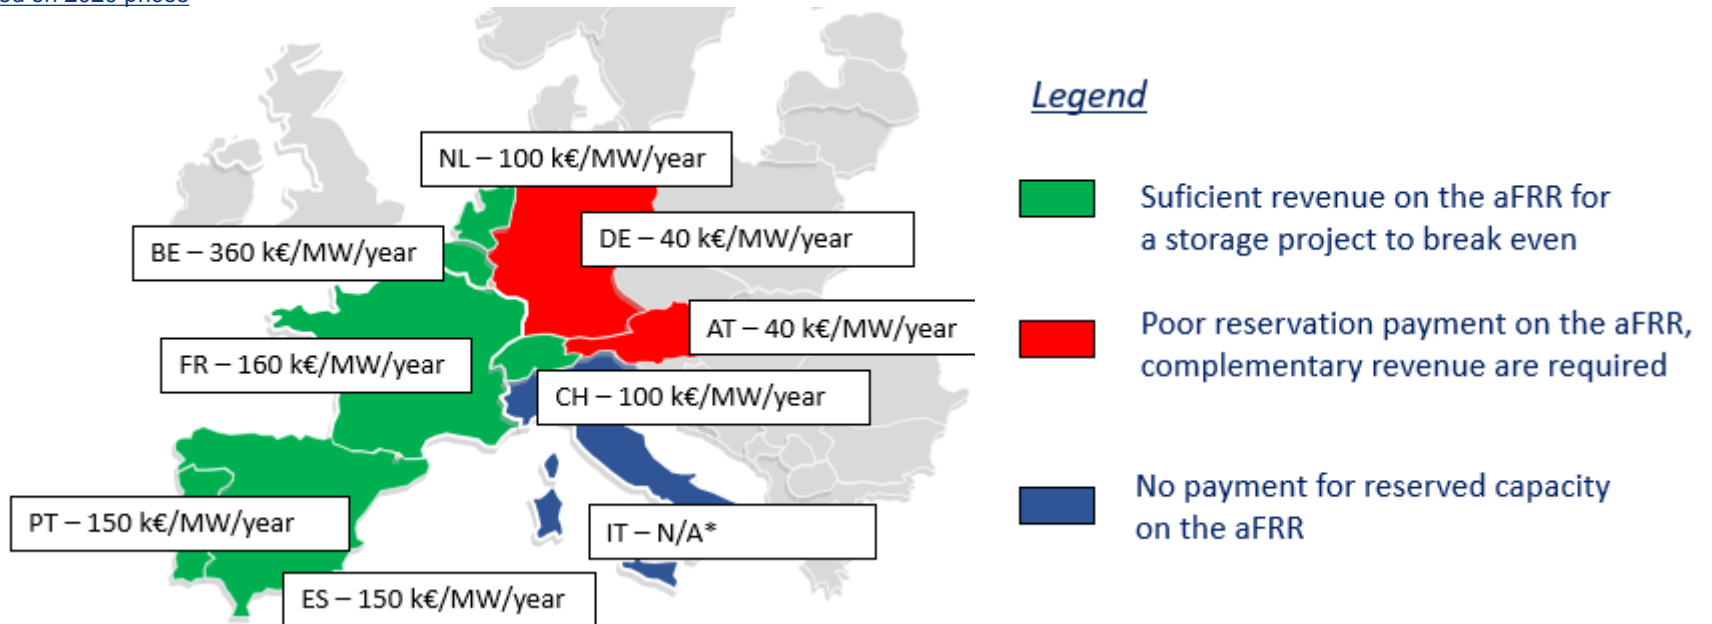 on 2020 prices
Legend
NL – 100 k€/MW/year
Suficient revenue on the aFRR for
a storage project to break even
DE – 40 k€/MW/year
BE – 360 k€/MW/year
AT – 40 k€/MW/year
Poor reservation payment on the aFRR,
complementary revenue are required
FR – 160 k€/MW/year
CH – 100 k€/MW/year
No payment for reserved capacity
on the aFRR
PT – 150 k€/MW/year
IT – N/A*
ES – 150 k€/MW/year